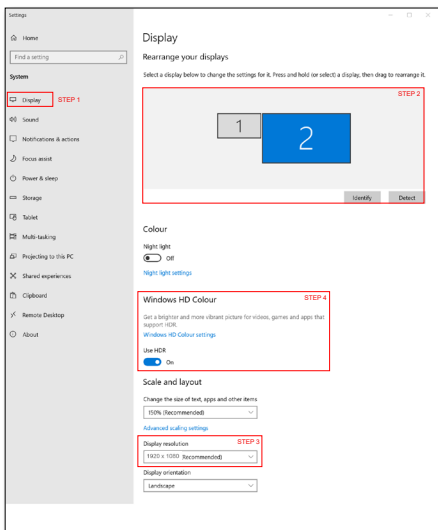 Settings
Home
Find a setting
System
Display STEP 1
Sound
Notifications & actions
Focus assist
Power & sleep
Storage
Tablet
Multi-tasking
Projecting to this PC
Shared experiences
Clipboard
Remote Desktop
About
Display
Rearrange your displays
Select a display below to change the settings for it. Press and hold (or select) a display, then drag to rearrange it.
STEP 2
1
2
Identify Detect
Colour
Night light
Off
Night light settings
Windows HD Colour STEP 4
Get a brighter and more vibrant picture for videos, games and apps that
support HDR.
Windows HD Colour settings
Use HDR
On
Scale and layout
Change the size of text, apps and other items
150% (Recommended)
Advanced scaling settings
Display resolution STEP 3
1920 x 1080 Recommended)
Display orientation
Landscape